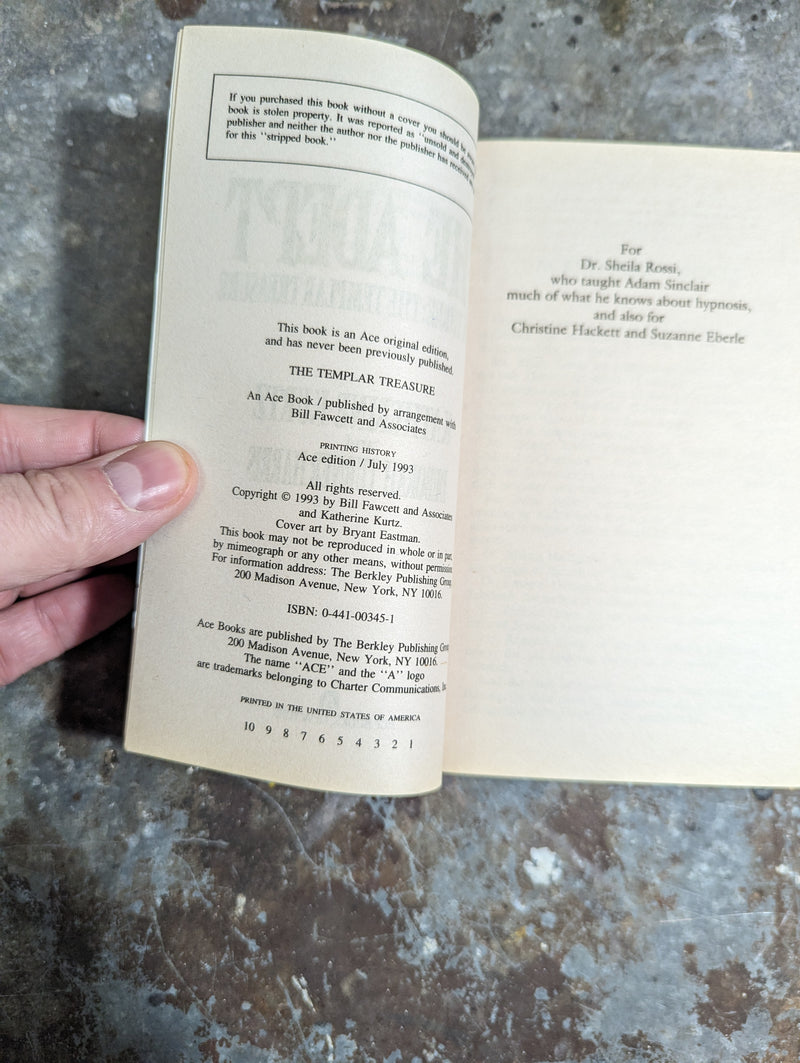 If you purchased this book without a cover you should be
book is stolen property. It was reported as "unsold and
publisher and neither the author nor the publisher has received
for this "stripped book."
This book is an Ace original edition,
and has never been previously published.
THE TEMPLAR TREASURE
An Ace Book / published by arrangement with
Bill Fawcett and Associates
PRINTING HISTORY
Ace edition / July 1993
All rights reserved.
Copyright © 1993 by Bill Fawcett and Associates
and Katherine Kurtz.
Cover art by Bryant Eastman.
This book may not be reproduced in whole or in part,
by mimeograph or any other means, without permission.
For information address: The Berkley Publishing Group,
200 Madison Avenue, New York, NY 10016.
ISBN: 0-441-00345-1
Ace Books are published by The Berkley Publishing Group
200 Madison Avenue, New York, NY 10016.
The name "ACE" and the "A" logo
are trademarks belonging to Charter Communications,
PRINTED IN THE UNITED STATES OF AMERICA
10 9 8 7 6 5 4 3 2 1
For
Dr. Sheila Rossi,
who taught Adam Sinclair
much of what he knows about hypnosis,
and also for
Christine Hackett and Suzanne Eberle